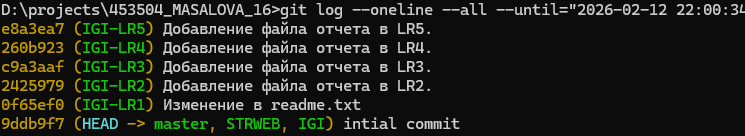 D:\projects\453504_MASALOVA_16>git log --oneline --all --until="2026-02-12 22:00:34
e8a3ea7 (IGI-LR5) Добавление файла отчета в LR5.
260b923 (IGI-LR4) Добавление файла отчета в LR4.
c9a3aaf (IGI-LR3) Добавление файла отчета в LR3.
2425979 (IGI-LR2) Добавление файла отчета в LR2.
0f65ef0 (IGI-LR1) Изменение в readme.txt
9ddb9f7 (HEAD -> master, STRWEB, IGI) intial commit